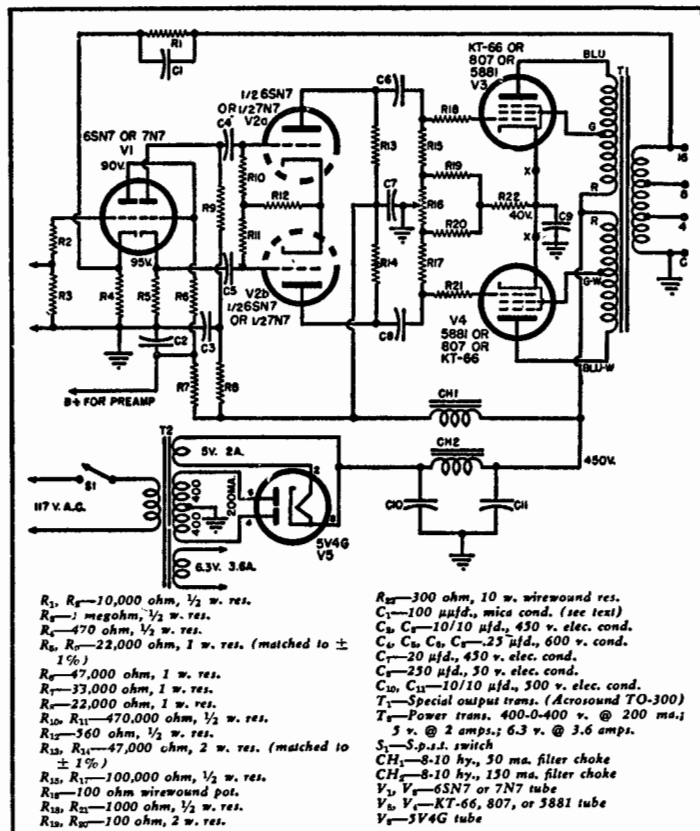 R1
C1
KT-66 OR
807 OR
5881
V3
BLU
T1
1/2 6SN7
OR
1/2 7N7
V2a
C4
C6
6SN7 OR 7N7
V1
90V.
R18
G
16
R13
R15
R10
R19
R9
R12
C7
X
R
8
R2
R16
R22
40V.
C9
R
4
R11
R20
X
95V.
R14
R17
G-W
C
R3
R4
R5
R6
C5
V2b
1/2 6SN7
OR 1/2 7N7
R21
C3
C8
V4
5881 OR
807 OR
KT-66
C2
R7
R8
BLU-W
B+ FOR PREAMP
CH1
T2
CH2
5V. 2A.
450V.
S1
2
117 V. A.C.
400
400
200MA.
6
4
8
C10
C11
5V4G
V5
6.3V. 3.6A.
R₁, R₂—10,000 ohm, ½ w. res.
R₃—1 megohm, ½ w. res.
R₄—470 ohm, ½ w. res.
R₅, R₇—22,000 ohm, 1 w. res. (matched to ±
1%)
R₆—47,000 ohm, 1 w. res.
R₇—33,000 ohm, 1 w. res.
R₈—22,000 ohm, 1 w. res.
R₁₀, R₁₁—470,000 ohm, ½ w. res.
R₁₂—560 ohm, ½ w. res.
R₁₃, R₁₄—47,000 ohm, 2 w. res. (matched to
± 1%)
R₁₅, R₁₇—100,000 ohm, ½ w. res.
R₁₆—100 ohm wirewound pot.
R₁₈, R₂₁—1000 ohm, ½ w. res.
R₁₉, R₂₀—100 ohm, 2 w. res.
R₂₂—300 ohm, 10 w. wirewound res.
C₁—100 μμfd., mica cond. (see text)
C₂, C₃—10/10 μfd., 450 v. elec. cond.
C₄, C₅, C₆, C₈—.25 μfd., 600 v. cond.
C₇—20 μfd., 450 v. elec. cond.
C₉—250 μfd., 50 v. elec. cond.
C₁₀, C₁₁—10/10 μfd., 500 v. elec. cond.
T₁—Special output trans. (Acrosound TO-300)
T₂—Power trans. 400-0-400 v. @ 200 ma.;
5 v. @ 2 amps.; 6.3 v. @ 3.6 amps.
S₁—S.p.s.t. switch
CH₁—8-10 hy., 50 ma. filter choke
CH₂—8-10 hy., 150 ma. filter choke
V₁, V₂—6SN7 or 7N7 tube
V₃, V₄—KT-66, 807, or 5881 tube
V₅—5V4G tube